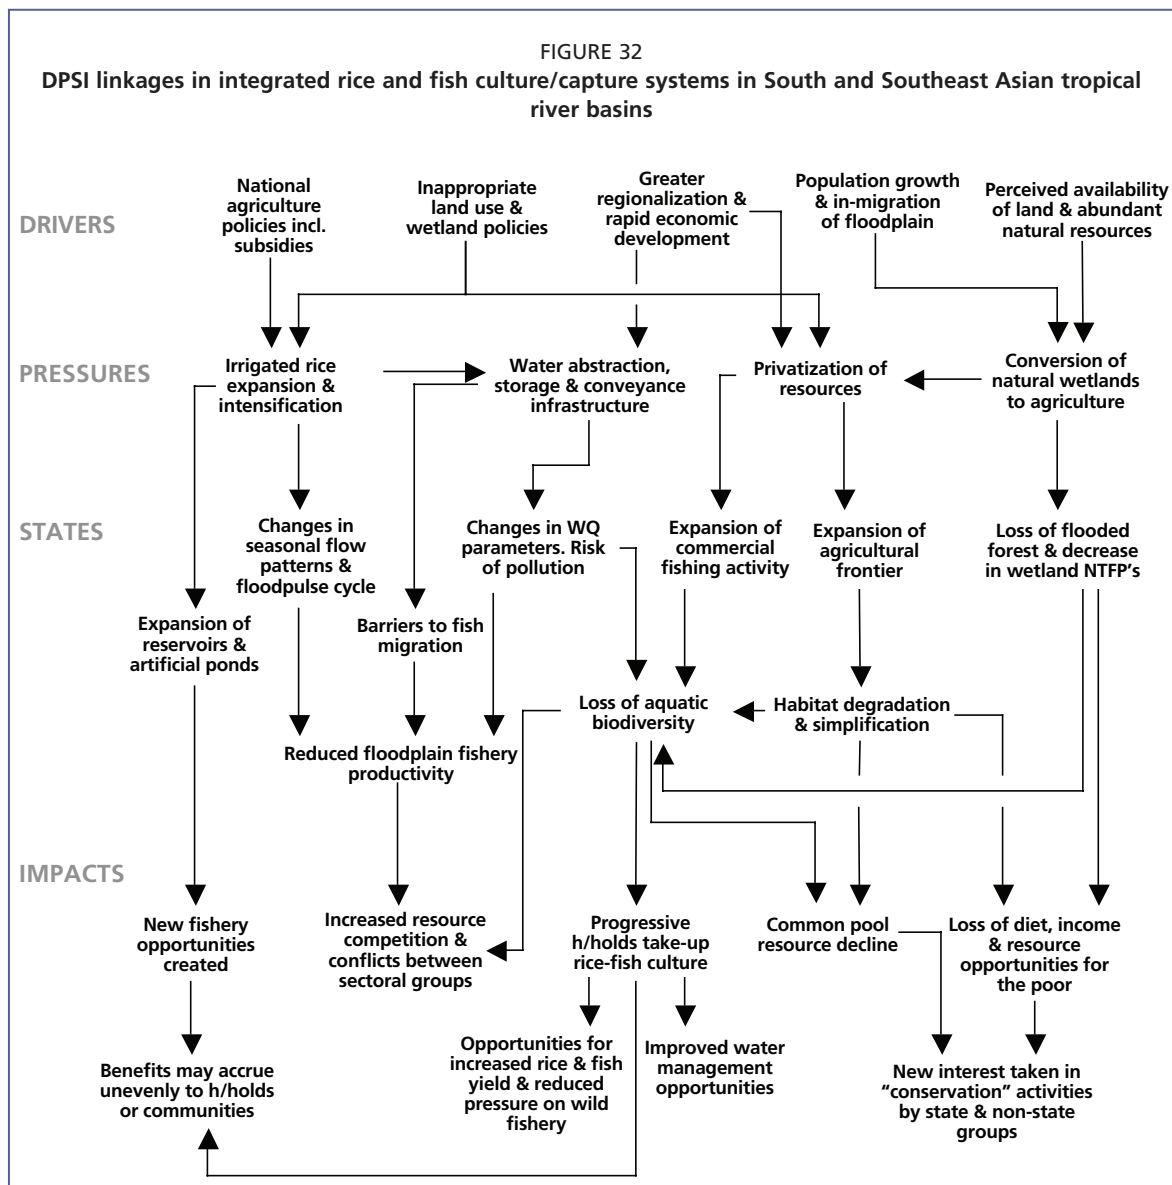 FIGURE 32
DPSI linkages in integrated rice and fish culture/capture systems in South and Southeast Asian tropical
river basins
DRIVERS
National
agriculture
policies incl.
subsidies
Inappropriate
land use &
wetland policies
Greater
regionalization &
rapid economic
development
Population growth
& in-migration
of floodplain
Perceived availability
of land & abundant
natural resources
PRESSURES
Irrigated rice
expansion &
intensification
Water abstraction,
storage & conveyance
infrastructure
Privatization of
resources
Conversion of
natural wetlands
to agriculture
STATES
Changes in
seasonal flow
patterns &
floodpulse cycle
Changes in WQ
parameters. Risk
of pollution
Expansion of
commercial
fishing activity
Expansion of
agricultural
frontier
Loss of flooded
forest & decrease
in wetland NTFP's
Expansion of
reservoirs &
artificial ponds
Barriers to fish
migration
Loss of aquatic
biodiversity
Habitat degradation
& simplification
Reduced floodplain fishery
productivity
IMPACTS
New fishery
opportunities
created
Increased resource
competition &
conflicts between
sectoral groups
Progressive
h/holds take-up
rice-fish culture
Common pool
resource decline
Loss of diet, income
& resource
opportunities for
the poor
Benefits may accrue
unevenly to h/holds
or communities
Opportunities for
increased rice & fish
yield & reduced
pressure on wild
fishery
Improved water
management
opportunities
New interest taken in
“conservation” activities
by state & non-state
groups